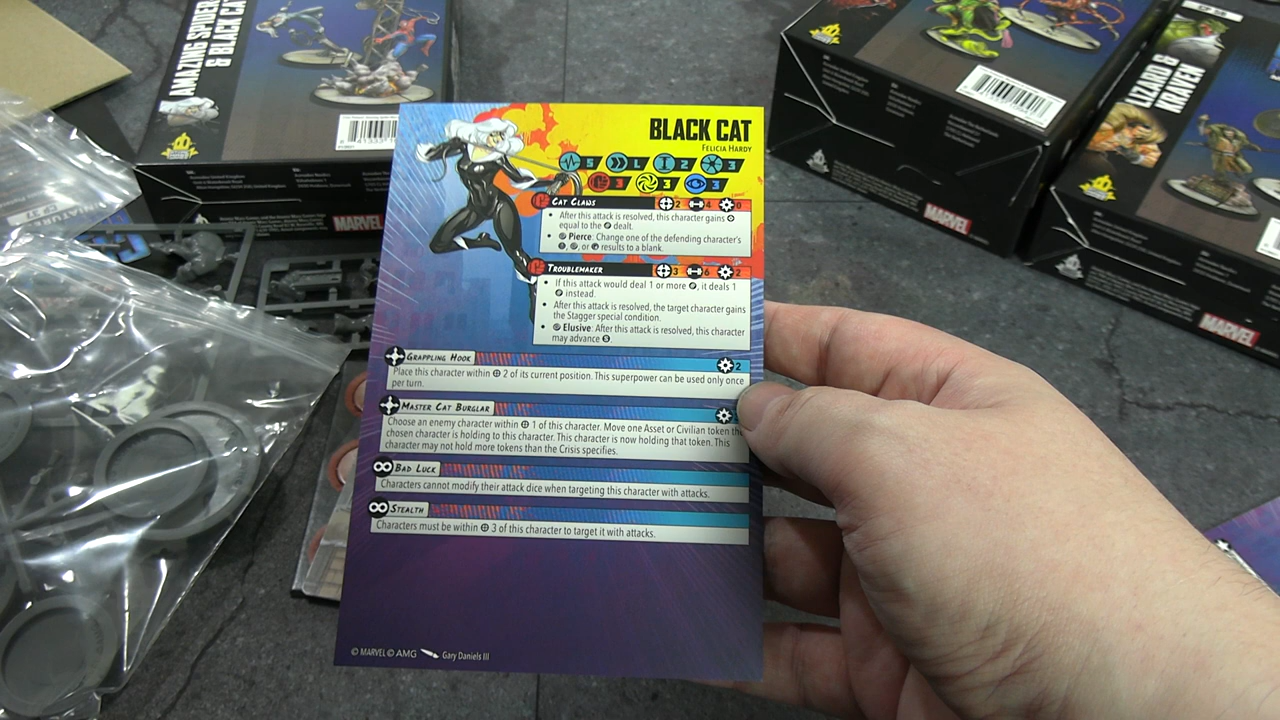 AMAZING SPIDER
& BLACK CAT
MARVEL
LIZARD &
KRAVEN
MARVEL
MARVEL
BLACK CAT
FELICIA HARDY
5 L 2 3
3 3 3
CAT CLAWS 2 4 0
• After this attack is resolved, this character gains
equal to the dealt.
• Pierce: Change one of the defending character's
, , or results to a blank.
TROUBLEMAKER 3 6 2
• If this attack would deal 1 or more , it deals 1
instead.
• After this attack is resolved, the target character gains
the Stagger special condition.
• Elusive: After this attack is resolved, this character
may advance S.
GRAPPLING HOOK 2
Place this character within 2 of its current position. This superpower can be used only once
per turn.
MASTER CAT BURGLAR
Choose an enemy character within 1 of this character. Move one Asset or Civilian token the
chosen character is holding to this character. This character is now holding that token. This
character may not hold more tokens than the Crisis specifies.
BAD LUCK
Characters cannot modify their attack dice when targeting this character with attacks.
STEALTH
Characters must be within 3 of this character to target it with attacks.
© MARVEL © AMG Gary Daniels III